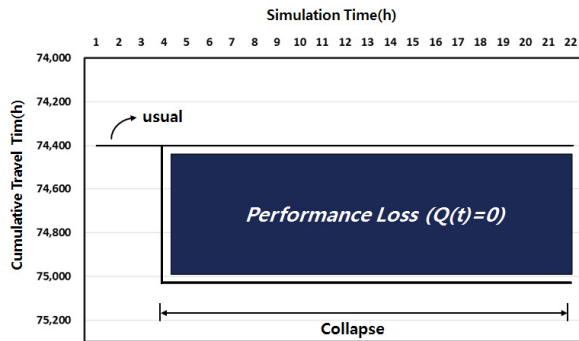 Simulation Time(h)
1 2 3 4 5 6 7 8 9 10 11 12 13 14 15 16 17 18 19 20 21 22
Cumulative Travel Tim(h)
74,000
74,200
74,400
74,600
74,800
75,000
75,200
usual
Performance Loss (Q(t)=0)
Collapse